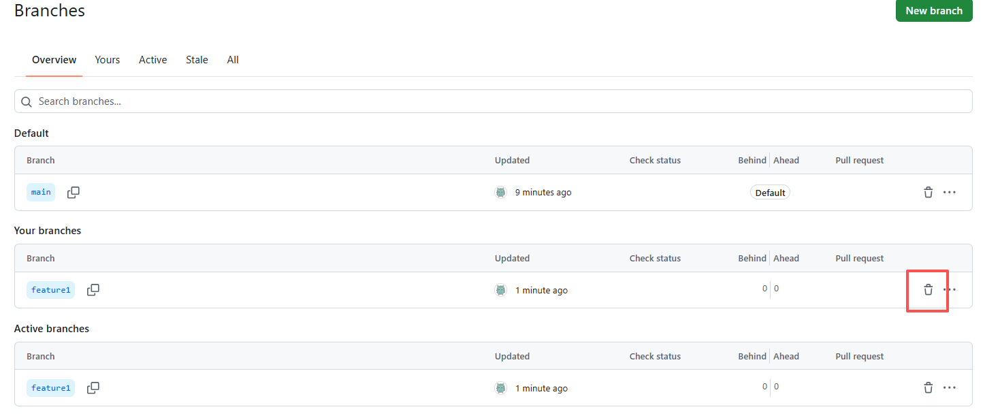 Branches
New branch
Overview Yours Active Stale All
Search branches...
Default
Branch Updated Check status Behind Ahead Pull request
main 9 minutes ago Default
Your branches
Branch Updated Check status Behind Ahead Pull request
feature1 1 minute ago 0 0
Active branches
Branch Updated Check status Behind Ahead Pull request
feature1 1 minute ago 0 0